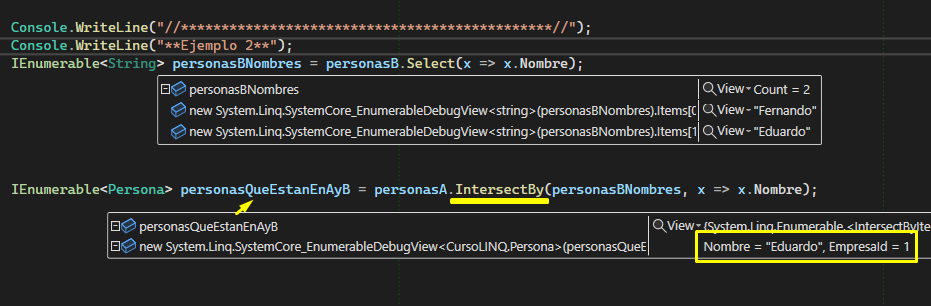 Console.WriteLine("//**********************************************//");
Console.WriteLine("**Ejemplo 2**");
IEnumerable<String> personasBNombres = personasB.Select(x => x.Nombre);
personasBNombres View Count = 2
new System.Linq.SystemCore_EnumerableDebugView<string>(personasBNombres).Items[0 View "Fernando"
new System.Linq.SystemCore_EnumerableDebugView<string>(personasBNombres).Items[1 View "Eduardo"
IEnumerable<Persona> personasQueEstanEnAyB = personasA.IntersectBy(personasBNombres, x => x.Nombre);
personasQueEstanEnAyB View {System.Linq.Enumerable.<IntersectByIte
new System.Linq.SystemCore_EnumerableDebugView<CursoLINQ.Persona>(personasQueE Nombre = "Eduardo", EmpresaId = 1